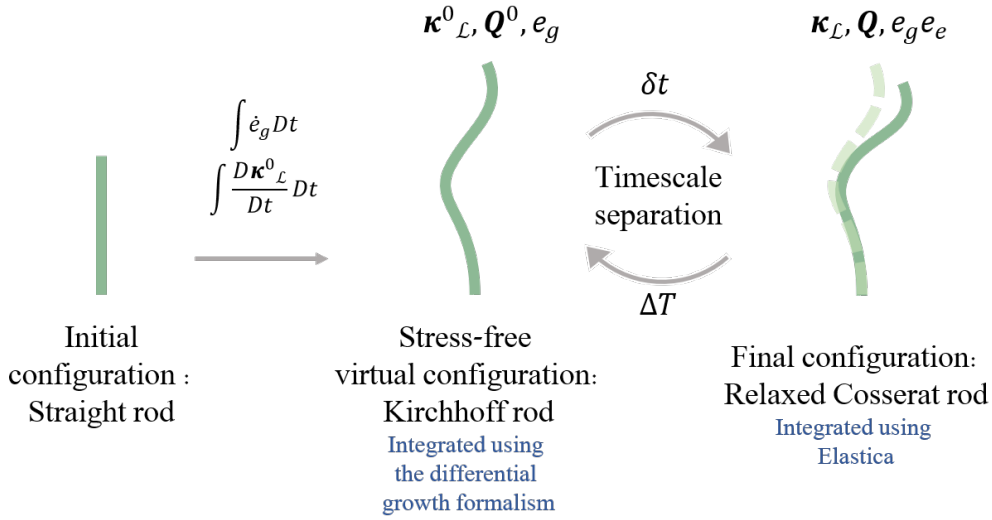 𝜿⁰_ℒ, 𝑸⁰, e_g
𝜿_ℒ, 𝑸, e_g e_e
∫ ė_g Dt
∫ D𝜿⁰_ℒ/Dt Dt
δt
Timescale
separation
ΔT
Initial
configuration :
Straight rod
Stress-free
virtual configuration:
Kirchhoff rod
Integrated using
the differential
growth formalism
Final configuration:
Relaxed Cosserat rod
Integrated using
Elastica